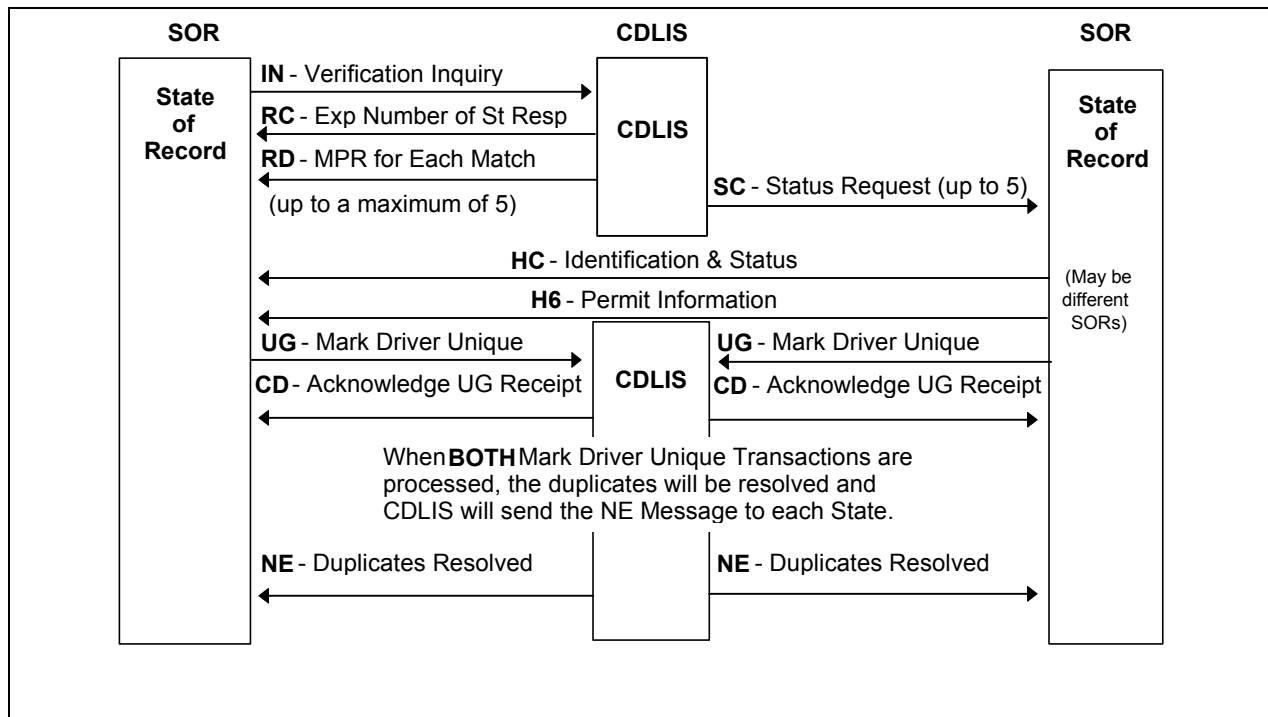 SOR CDLIS SOR
IN - Verification Inquiry
State
of
Record
RC - Exp Number of St Resp
CDLIS
State
of
Record
RD - MPR for Each Match
(up to a maximum of 5)
SC - Status Request (up to 5)
HC - Identification & Status
(May be
different
SORs)
H6 - Permit Information
UG - Mark Driver Unique
CDLIS
UG - Mark Driver Unique
CD - Acknowledge UG Receipt
CD - Acknowledge UG Receipt
When BOTH Mark Driver Unique Transactions are
processed, the duplicates will be resolved and
CDLIS will send the NE Message to each State.
NE - Duplicates Resolved
NE - Duplicates Resolved